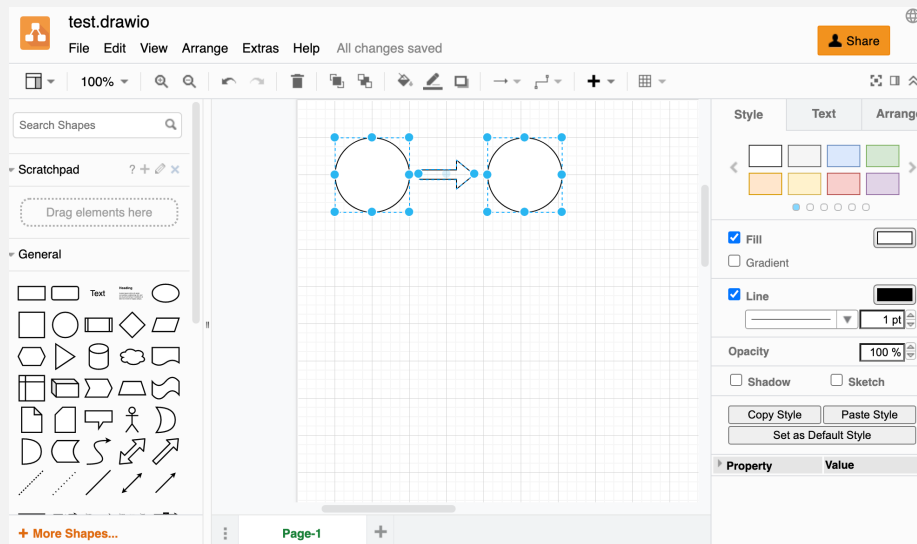 test.drawio
File Edit View Arrange Extras Help All changes saved
Share
100%
Search Shapes
Scratchpad ?
Drag elements here
General
Text
Heading
More Shapes...
Page-1
Style Text Arrang
Fill
Gradient
Line
1 pt
Opacity 100 %
Shadow Sketch
Copy Style Paste Style
Set as Default Style
Property Value